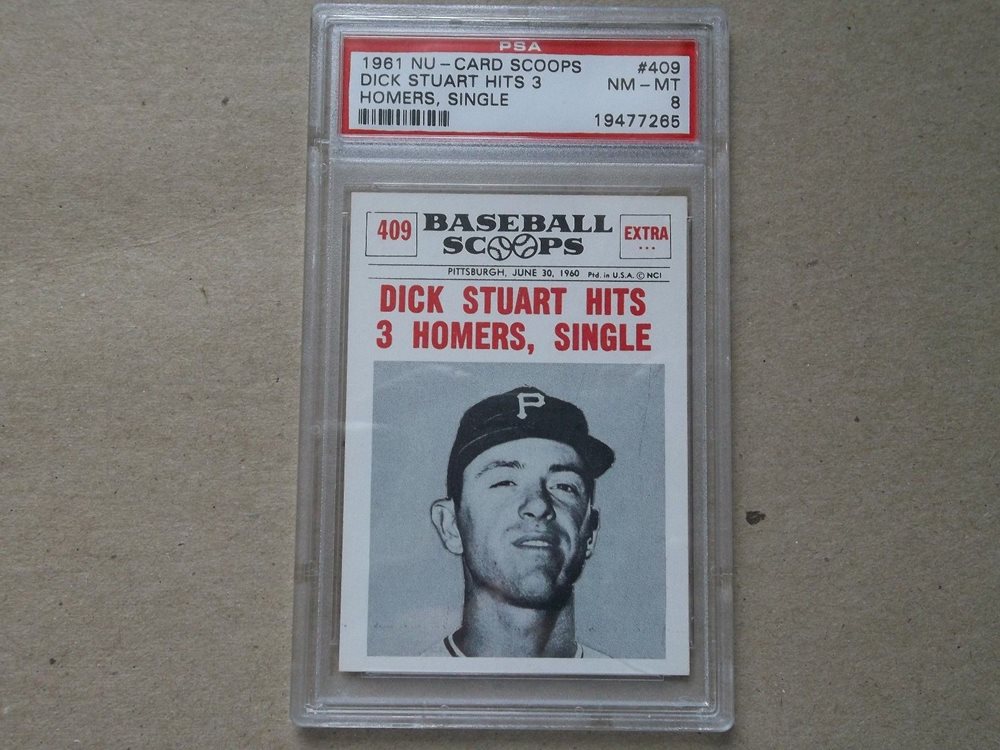 PSA
1961 NU-CARD SCOOPS #409
DICK STUART HITS 3 NM-MT
HOMERS, SINGLE 8
19477265
409 BASEBALL SCOOPS EXTRA
PITTSBURGH, JUNE 30, 1960 Ptd. in U.S.A. © NCI
DICK STUART HITS
3 HOMERS, SINGLE
P